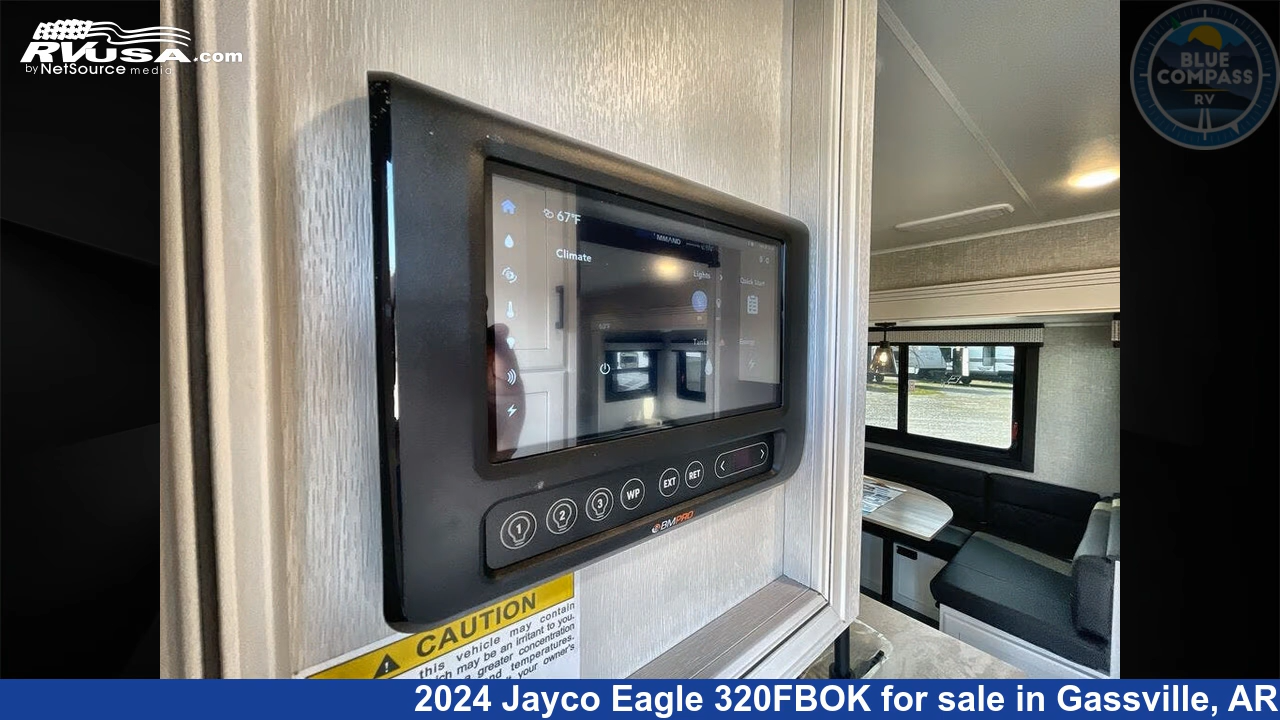 RVUSA.com
by NetSource media
BLUE
COMPASS
RV
67°F
Climate
Lights
Quick Start
Tanks
Energy
1 2 3 WP EXT RET
BMPRO
CAUTION
this vehicle may contain
which may be an irritant to you.
greater concentration
and temperatures.
your owner's
2024 Jayco Eagle 320FBOK for sale in Gassville, AR